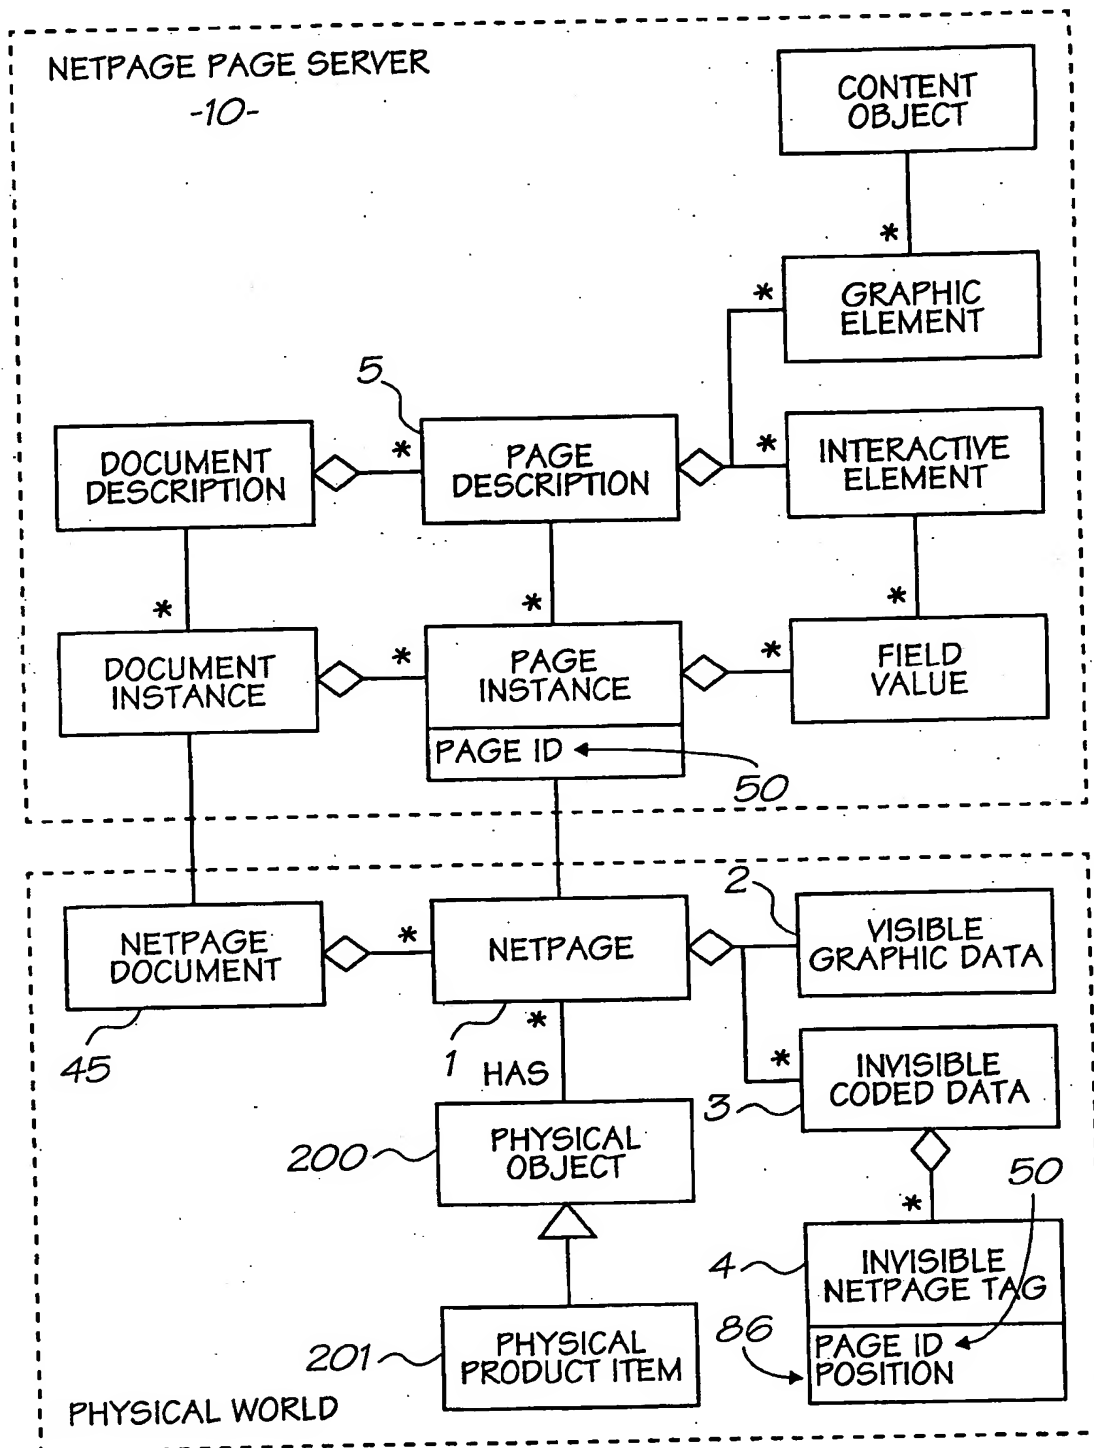 NETPAGE PAGE SERVER
-10-
CONTENT
OBJECT
*
GRAPHIC
ELEMENT
*
5
DOCUMENT
DESCRIPTION
*
PAGE
DESCRIPTION
*
INTERACTIVE
ELEMENT
*
*
*
DOCUMENT
INSTANCE
*
PAGE
INSTANCE
*
FIELD
VALUE
PAGE ID
50
2
NETPAGE
DOCUMENT
*
NETPAGE
VISIBLE
GRAPHIC DATA
45
1
*
HAS
*
INVISIBLE
CODED DATA
3
200
PHYSICAL
OBJECT
50
*
4
INVISIBLE
NETPAGE TAG
86
PAGE ID
POSITION
201
PHYSICAL
PRODUCT ITEM
PHYSICAL WORLD